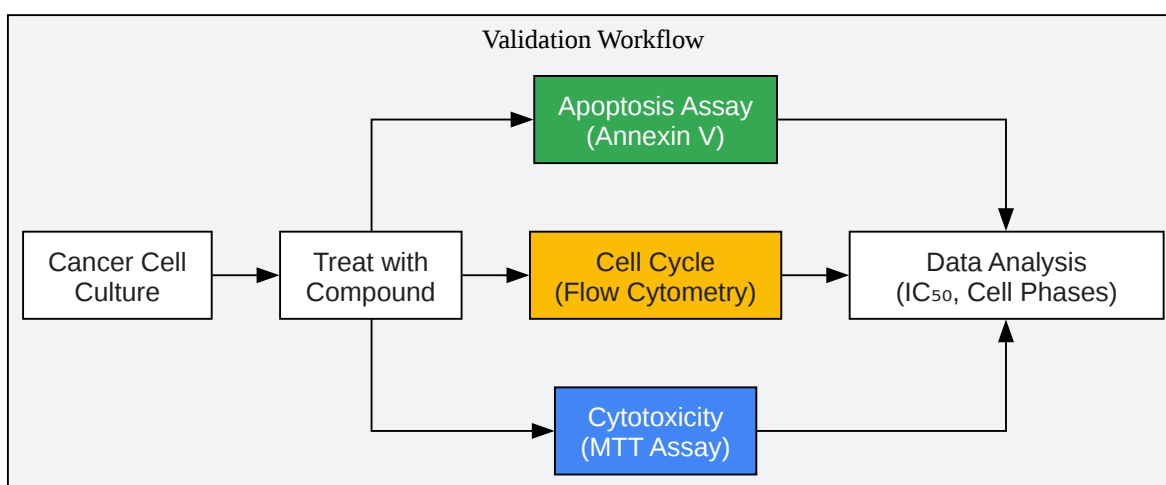 Validation Workflow
Apoptosis Assay
(Annexin V)
Cancer Cell
Culture
Treat with
Compound
Cell Cycle
(Flow Cytometry)
Data Analysis
(IC₅₀, Cell Phases)
Cytotoxicity
(MTT Assay)